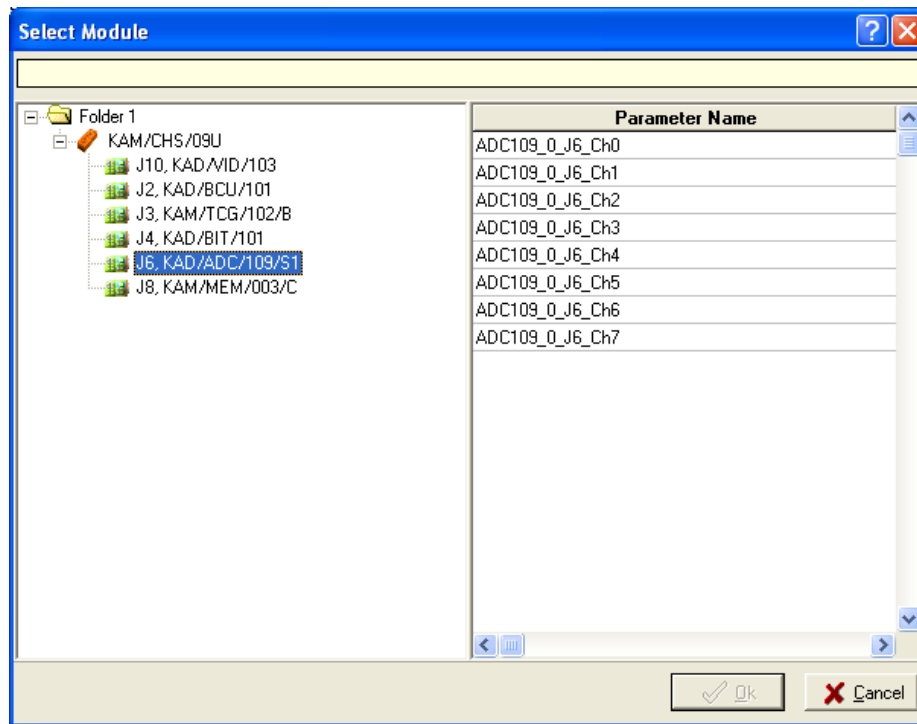 Select Module
Folder 1
KAM/CHS/09U
J10, KAD/VID/103
J2, KAD/BCU/101
J3, KAM/TCG/102/B
J4, KAD/BIT/101
J6, KAD/ADC/109/S1
J8, KAM/MEM/003/C
Parameter Name
ADC109_0_J6_Ch0
ADC109_0_J6_Ch1
ADC109_0_J6_Ch2
ADC109_0_J6_Ch3
ADC109_0_J6_Ch4
ADC109_0_J6_Ch5
ADC109_0_J6_Ch6
ADC109_0_J6_Ch7
Ok
Cancel